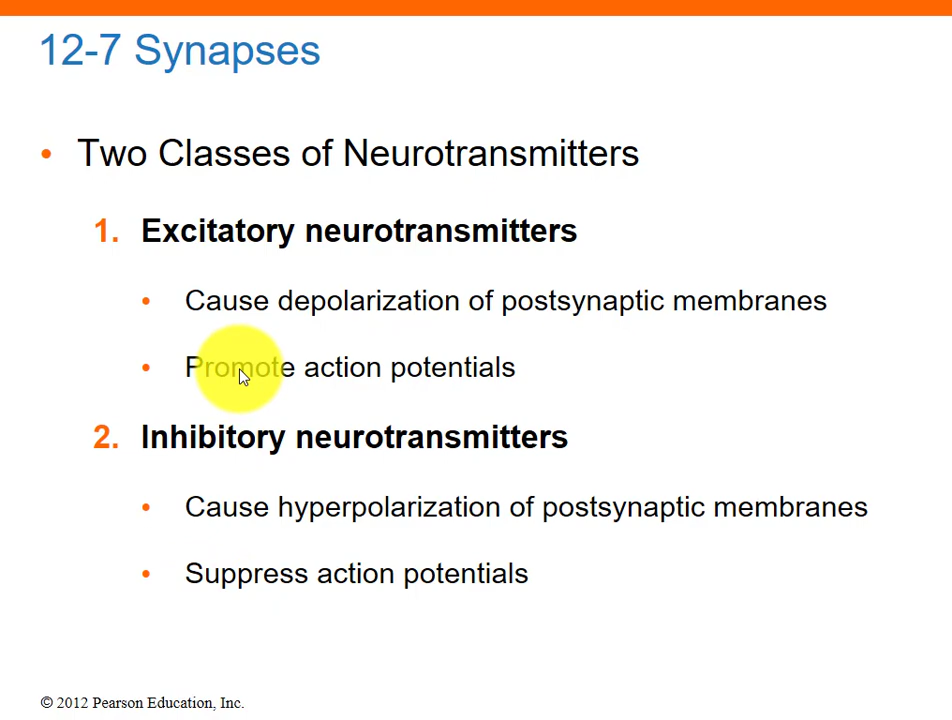 12-7 Synapses
• Two Classes of Neurotransmitters
1. Excitatory neurotransmitters
• Cause depolarization of postsynaptic membranes
• Promote action potentials
2. Inhibitory neurotransmitters
• Cause hyperpolarization of postsynaptic membranes
• Suppress action potentials
© 2012 Pearson Education, Inc.